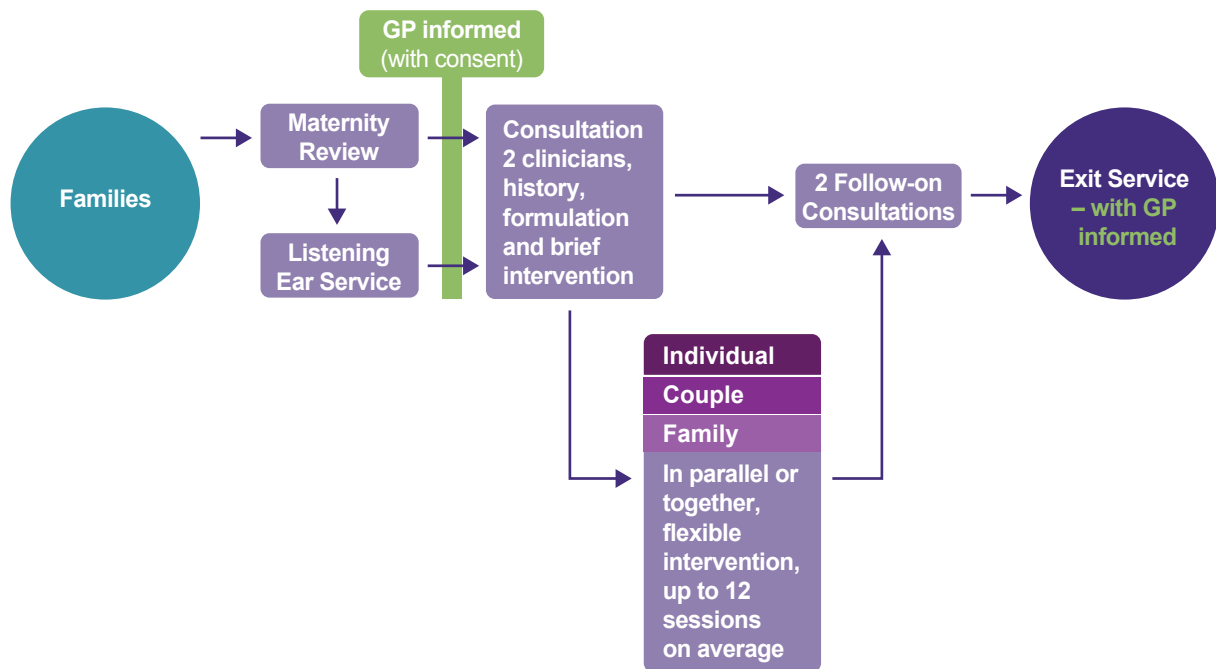 GP informed
(with consent)
Families
Maternity
Review
Listening
Ear Service
Consultation
2 clinicians,
history,
formulation
and brief
intervention
2 Follow-on
Consultations
Exit Service
– with GP
informed
Individual
Couple
Family
In parallel or
together,
flexible
intervention,
up to 12
sessions
on average